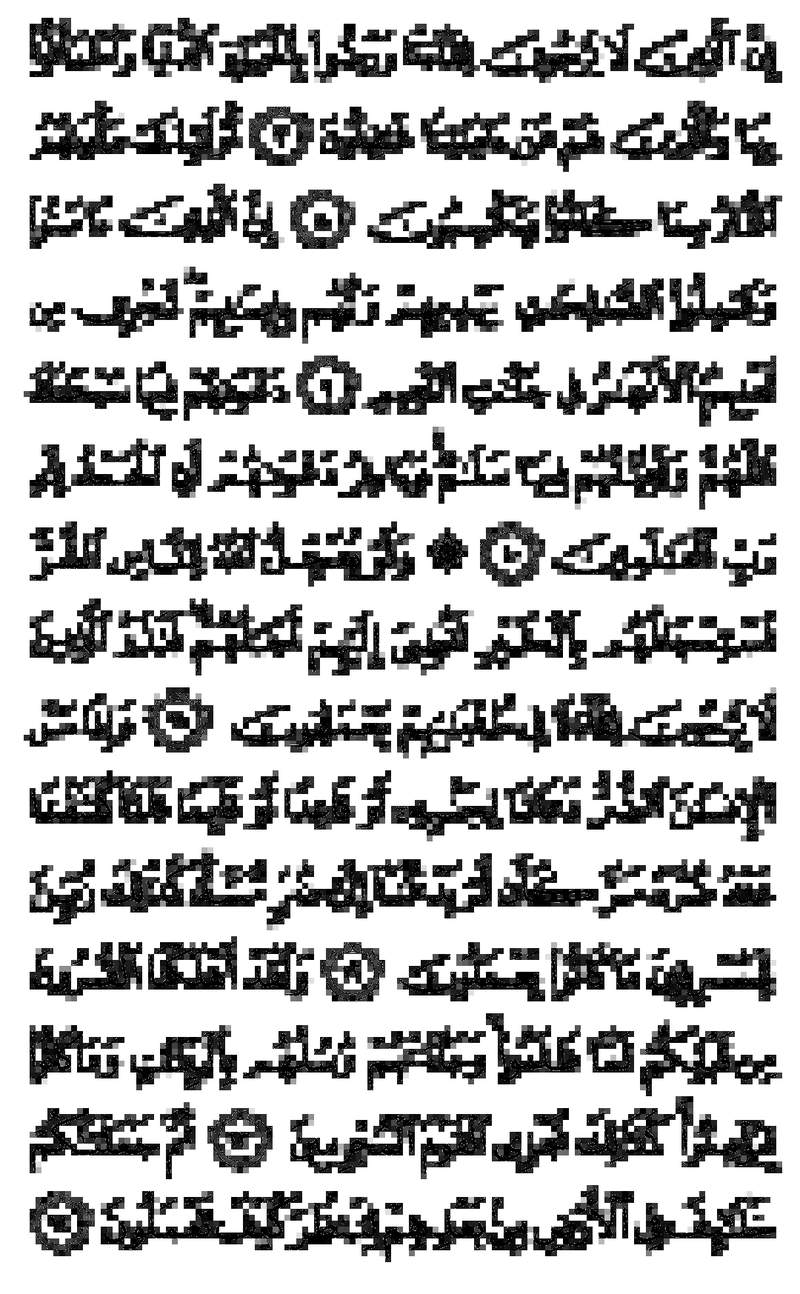 إن الذين لا يرجون لقاءنا ورضوا بالحياة الدنيا واطمأنوا
بها والذين هم عن آياتنا غافلون ٧ أولئك مأواهم
النار بما كانوا يكسبون ٨ إن الذين آمنوا
وعملوا الصالحات يهديهم ربهم بإيمانهم تجري من
تحتهم الأنهار في جنات النعيم ٩ دعواهم فيها سبحانك
اللهم وتحيتهم فيها سلام وآخر دعواهم أن الحمد لله
رب العالمين ١٠ ۞ ولو يعجل الله للناس الشر
استعجالهم بالخير لقضي إليهم أجلهم فنذر الذين
لا يرجون لقاءنا في طغيانهم يعمهون ١١ وإذا مس
الإنسان الضر دعانا لجنبه أو قاعدا أو قائما فلما كشفنا
عنه ضره مر كأن لم يدعنا إلى ضر مسه كذلك زين
للمسرفين ما كانوا يعملون ١٢ ولقد أهلكنا القرون
من قبلكم لما ظلموا وجاءتهم رسلهم بالبينات وما كانوا
ليؤمنوا كذلك نجزي القوم المجرمين ١٣ ثم جعلناكم
خلائف في الأرض من بعدهم لننظر كيف تعملون ١٤